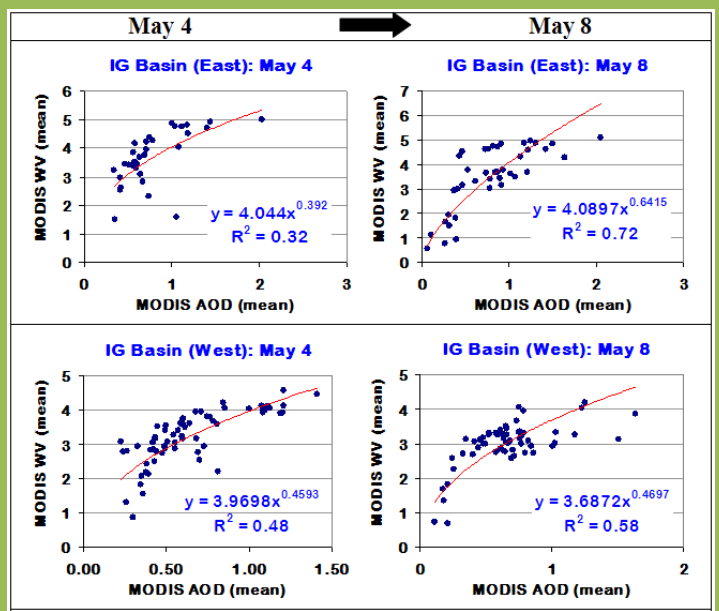 May 4 May 8
IG Basin (East): May 4
MODIS WV (mean)
6
5
4
3
2
1
0
y = 4.044x^0.392
R² = 0.32
0 1 2 3
MODIS AOD (mean)
IG Basin (East): May 8
MODIS WV (mean)
7
6
5
4
3
2
1
0
y = 4.0897x^0.6415
R² = 0.72
0 1 2 3
MODIS AOD (mean)
IG Basin (West): May 4
MODIS WV (mean)
5
4
3
2
1
0
y = 3.9698x^0.4593
R² = 0.48
0.00 0.50 1.00 1.50
MODIS AOD (mean)
IG Basin (West): May 8
MODIS WV (mean)
5
4
3
2
1
0
y = 3.6872x^0.4697
R² = 0.58
0 1 2
MODIS AOD (mean)